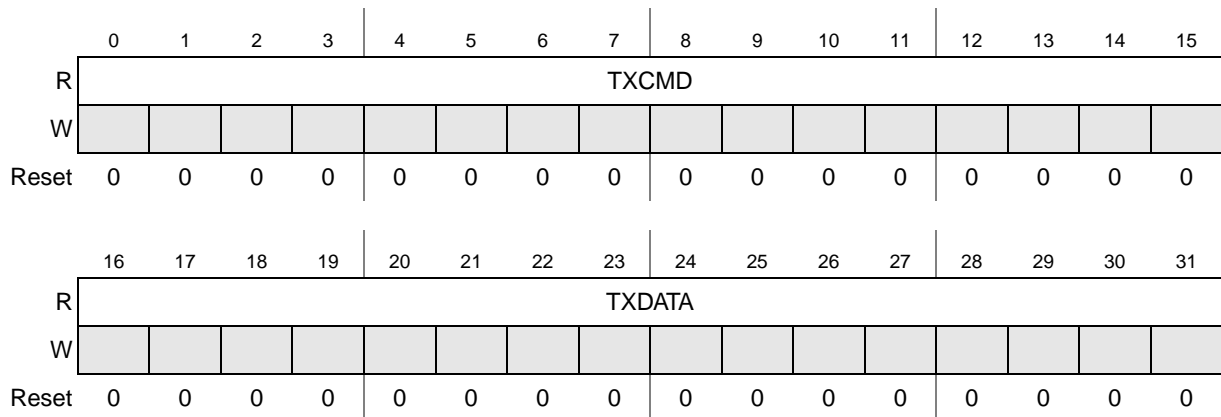 0 1 2 3 4 5 6 7 8 9 10 11 12 13 14 15
R TXCMD
W
Reset 0 0 0 0 0 0 0 0 0 0 0 0 0 0 0 0
16 17 18 19 20 21 22 23 24 25 26 27 28 29 30 31
R TXDATA
W
Reset 0 0 0 0 0 0 0 0 0 0 0 0 0 0 0 0